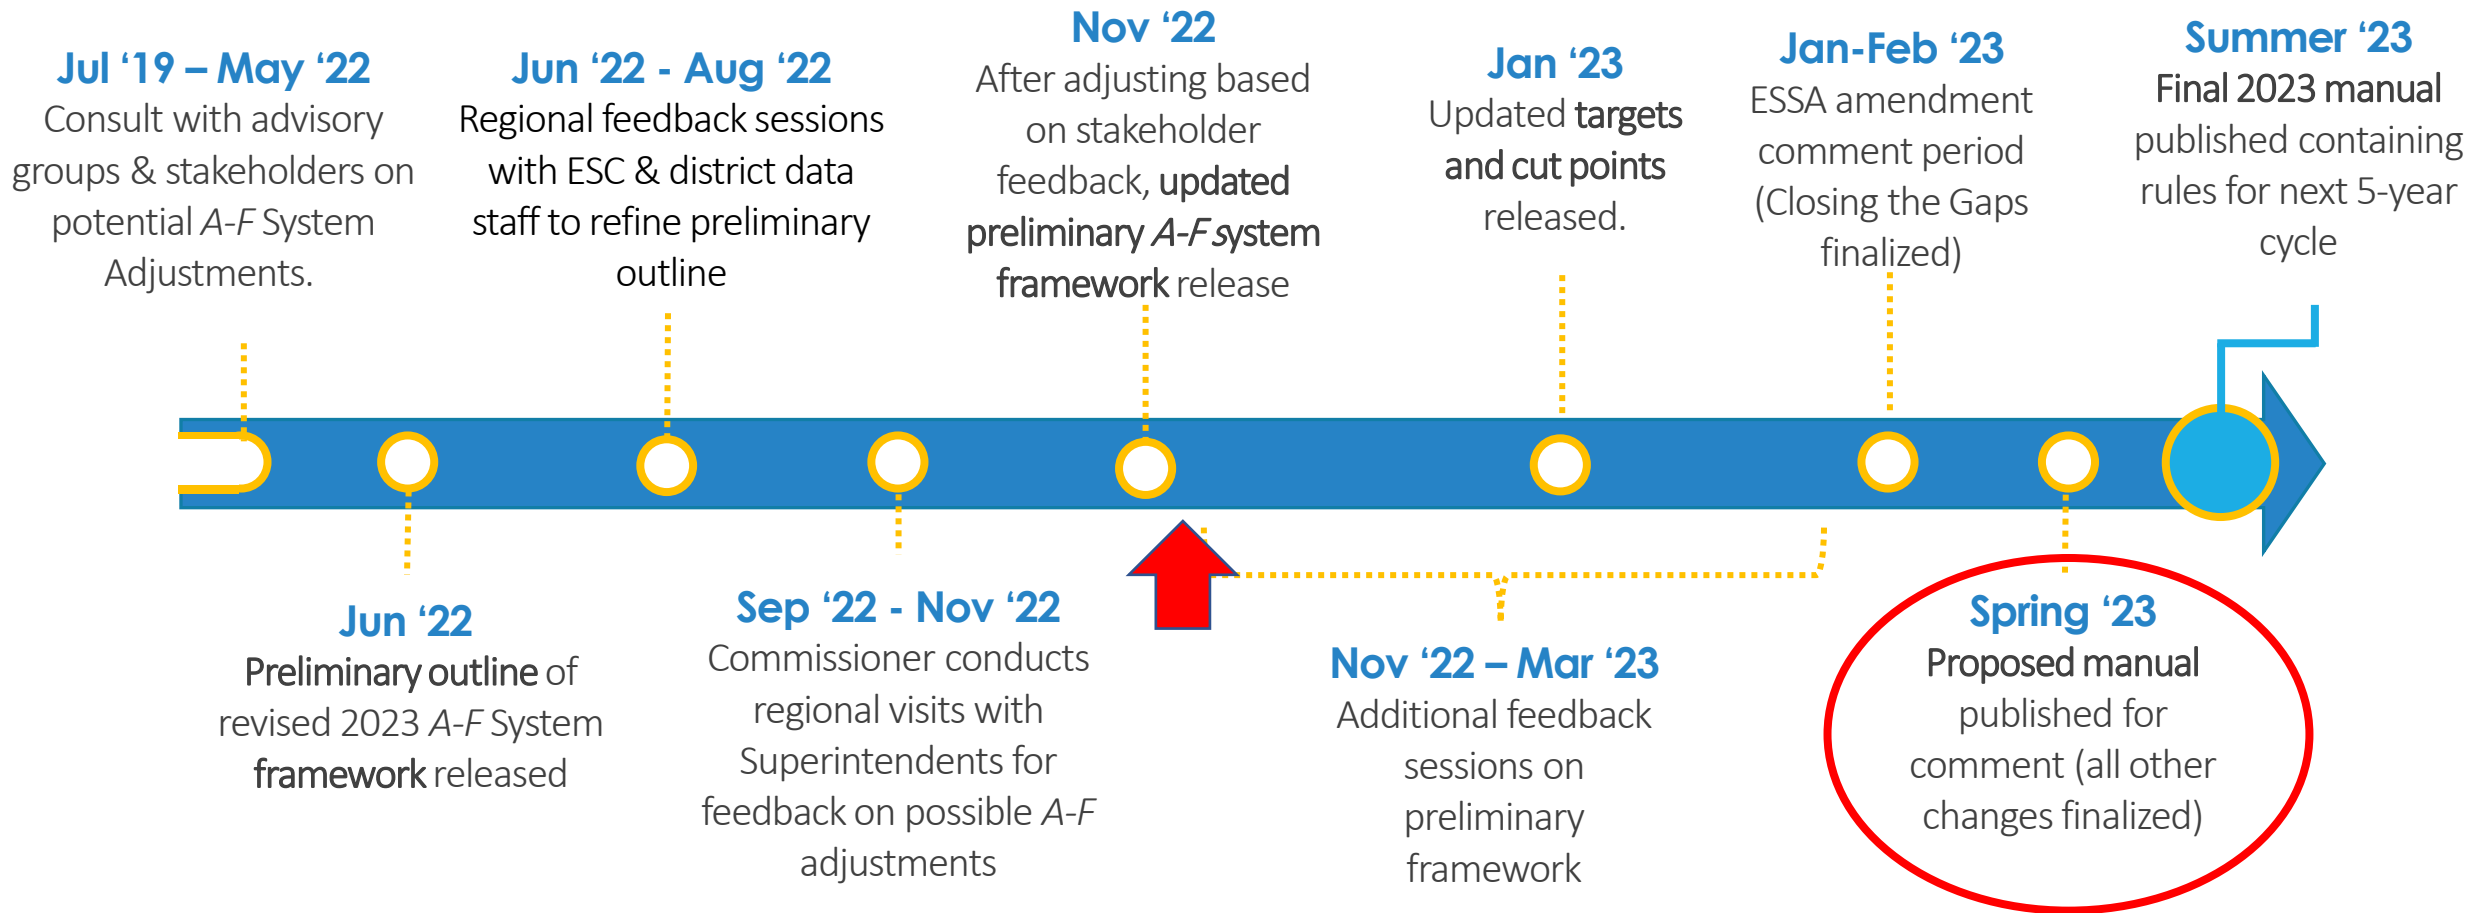 Jul ‘19 – May ‘22
Consult with advisory
groups & stakeholders on
potential A-F System
Adjustments.
Jun ‘22 - Aug ‘22
Regional feedback sessions
with ESC & district data
staff to refine preliminary
outline
Nov ‘22
After adjusting based
on stakeholder
feedback, updated
preliminary A-F system
framework release
Jan ‘23
Updated targets
and cut points
released.
Jan-Feb ‘23
ESSA amendment
comment period
(Closing the Gaps
finalized)
Summer ‘23
Final 2023 manual
published containing
rules for next 5-year
cycle
Jun ‘22
Preliminary outline of
revised 2023 A-F System
framework released
Sep ‘22 - Nov ‘22
Commissioner conducts
regional visits with
Superintendents for
feedback on possible A-F
adjustments
Nov ‘22 – Mar ‘23
Additional feedback
sessions on
preliminary
framework
Spring ‘23
Proposed manual
published for
comment (all other
changes finalized)